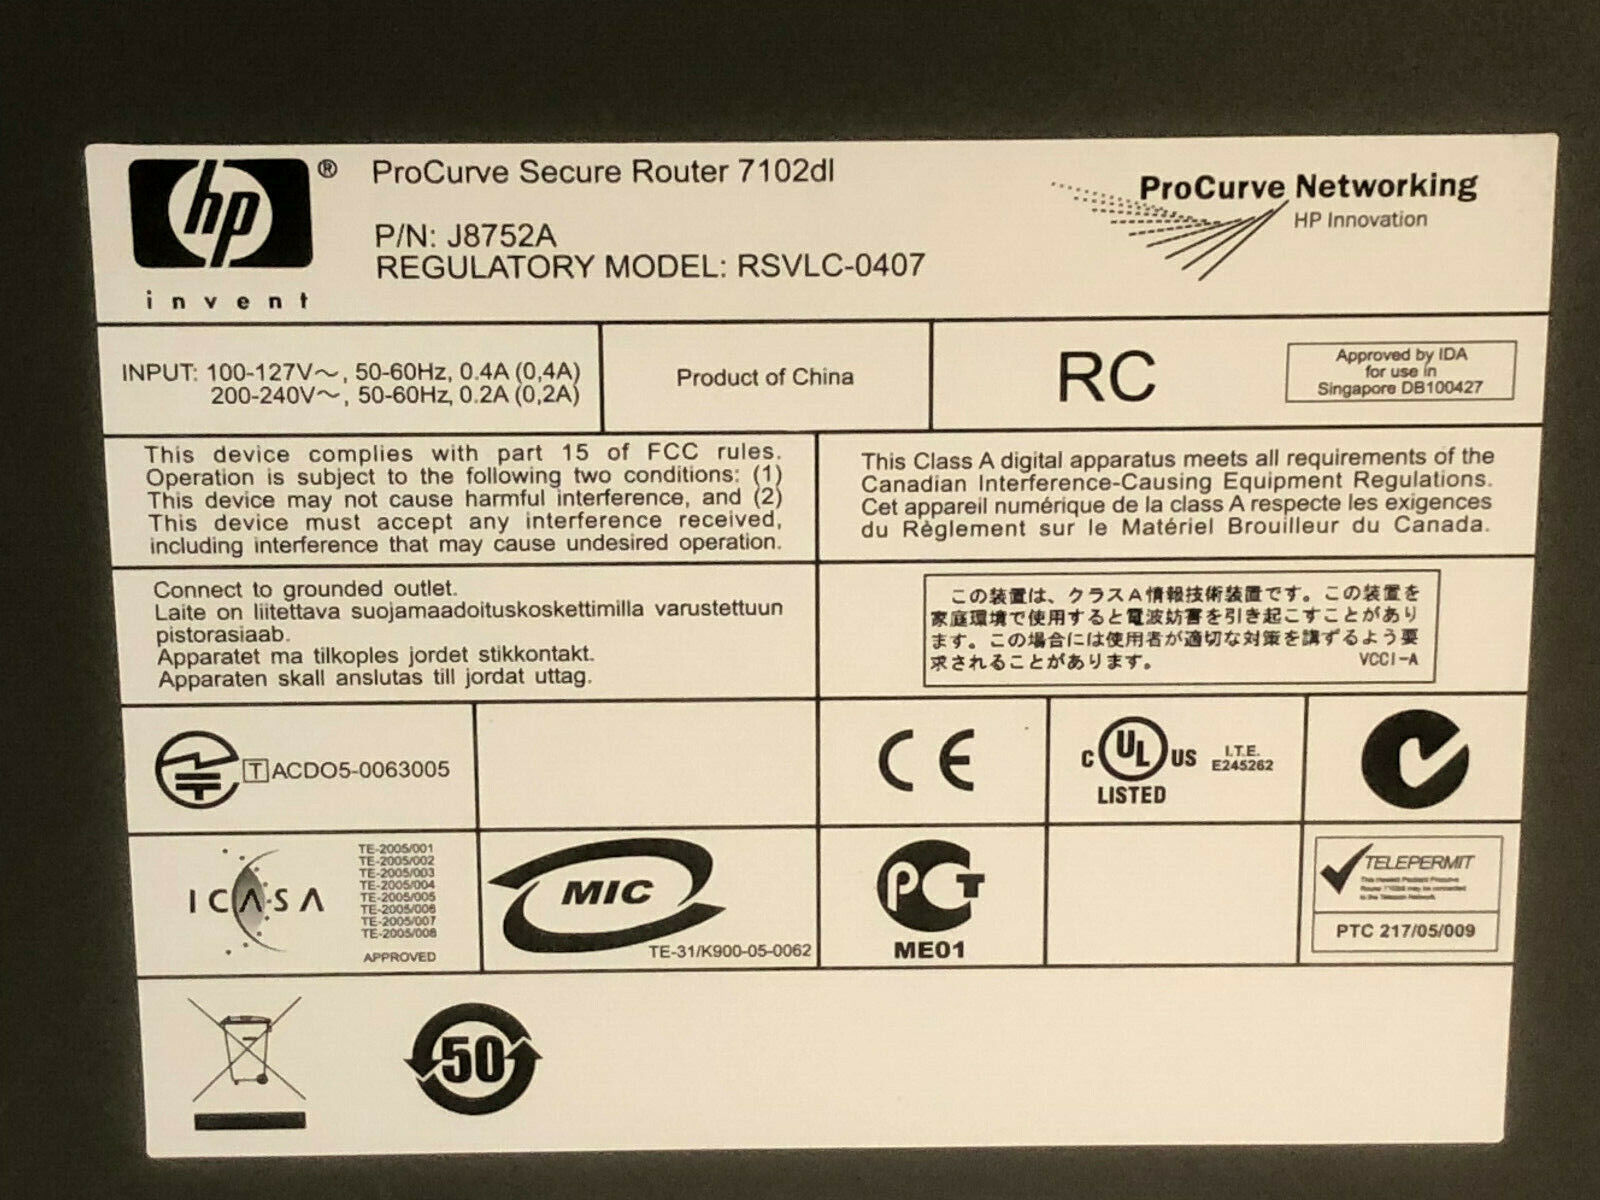 hp ®
invent
ProCurve Secure Router 7102dl
P/N: J8752A
REGULATORY MODEL: RSVLC-0407
ProCurve Networking
HP Innovation
INPUT: 100-127V～, 50-60Hz, 0.4A (0,4A)
200-240V～, 50-60Hz, 0.2A (0,2A)
Product of China
RC
Approved by IDA
for use in
Singapore DB100427
This device complies with part 15 of FCC rules.
Operation is subject to the following two conditions: (1)
This device may not cause harmful interference, and (2)
This device must accept any interference received,
including interference that may cause undesired operation.
This Class A digital apparatus meets all requirements of the
Canadian Interference-Causing Equipment Regulations.
Cet appareil numérique de la class A respecte les exigences
du Règlement sur le Matériel Brouilleur du Canada.
Connect to grounded outlet.
Laite on liitettava suojamaadoituskoskettimilla varustettuun
pistorasiaab.
Apparatet ma tilkoples jordet stikkontakt.
Apparaten skall anslutas till jordat uttag.
この装置は、クラスA情報技術装置です。この装置を
家庭環境で使用すると電波妨害を引き起こすことがあり
ます。この場合には使用者が適切な対策を講ずるよう要
求されることがあります。 VCCI-A
T ACDO5-0063005
CE
C UL US
LISTED
I.T.E.
E245262
ICASA
TE-2005/001
TE-2005/002
TE-2005/003
TE-2005/004
TE-2005/005
TE-2005/006
TE-2005/007
TE-2005/008
APPROVED
MIC
TE-31/K900-05-0062
PCT
ME01
TELEPERMIT
This Hewlett Packard Procurve
Router 7102dl may be connected
to the Telecom Network.
PTC 217/05/009
50